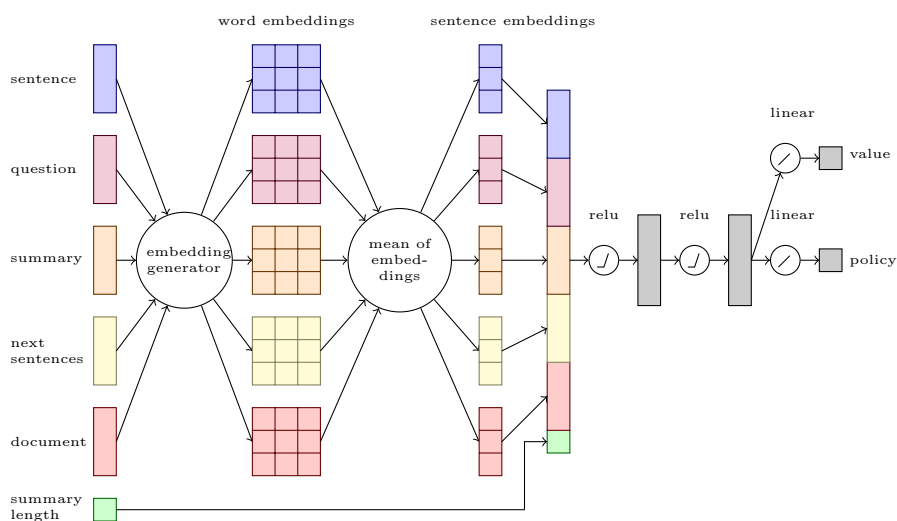 word embeddings
sentence embeddings
sentence
question
summary
next
sentences
document
summary
length
embedding
generator
mean of
embed-
dings
relu
relu
linear
value
linear
policy